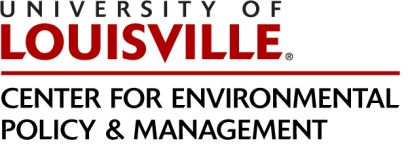 UNIVERSITY OF
LOUISVILLE®
CENTER FOR ENVIRONMENTAL
POLICY & MANAGEMENT